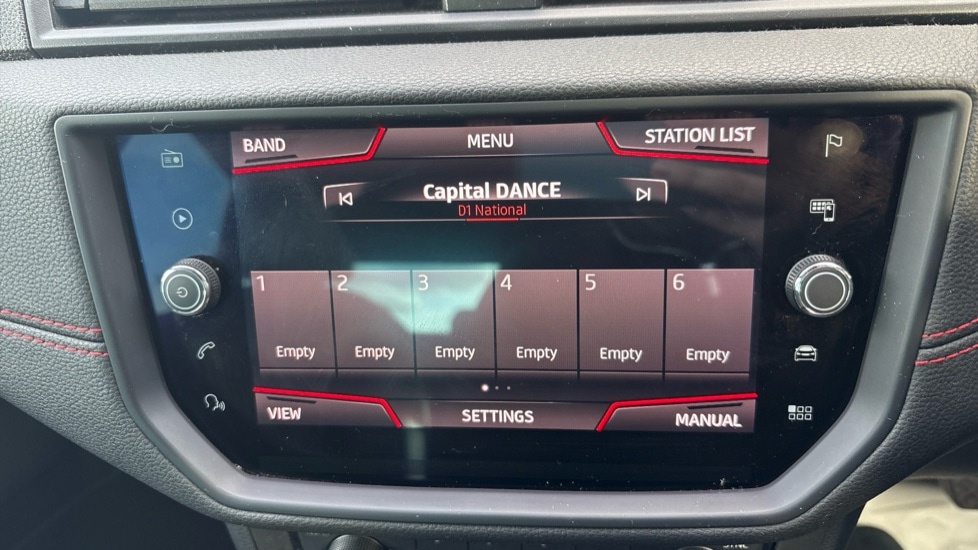 BAND MENU STATION LIST
Capital DANCE
D1 National
1 2 3 4 5 6
Empty Empty Empty Empty Empty Empty
VIEW SETTINGS MANUAL
SYNC